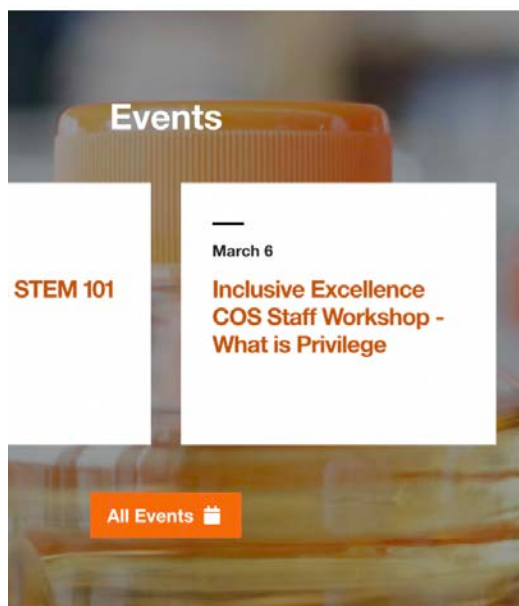 Events
STEM 101
March 6
Inclusive Excellence
COS Staff Workshop -
What is Privilege
All Events